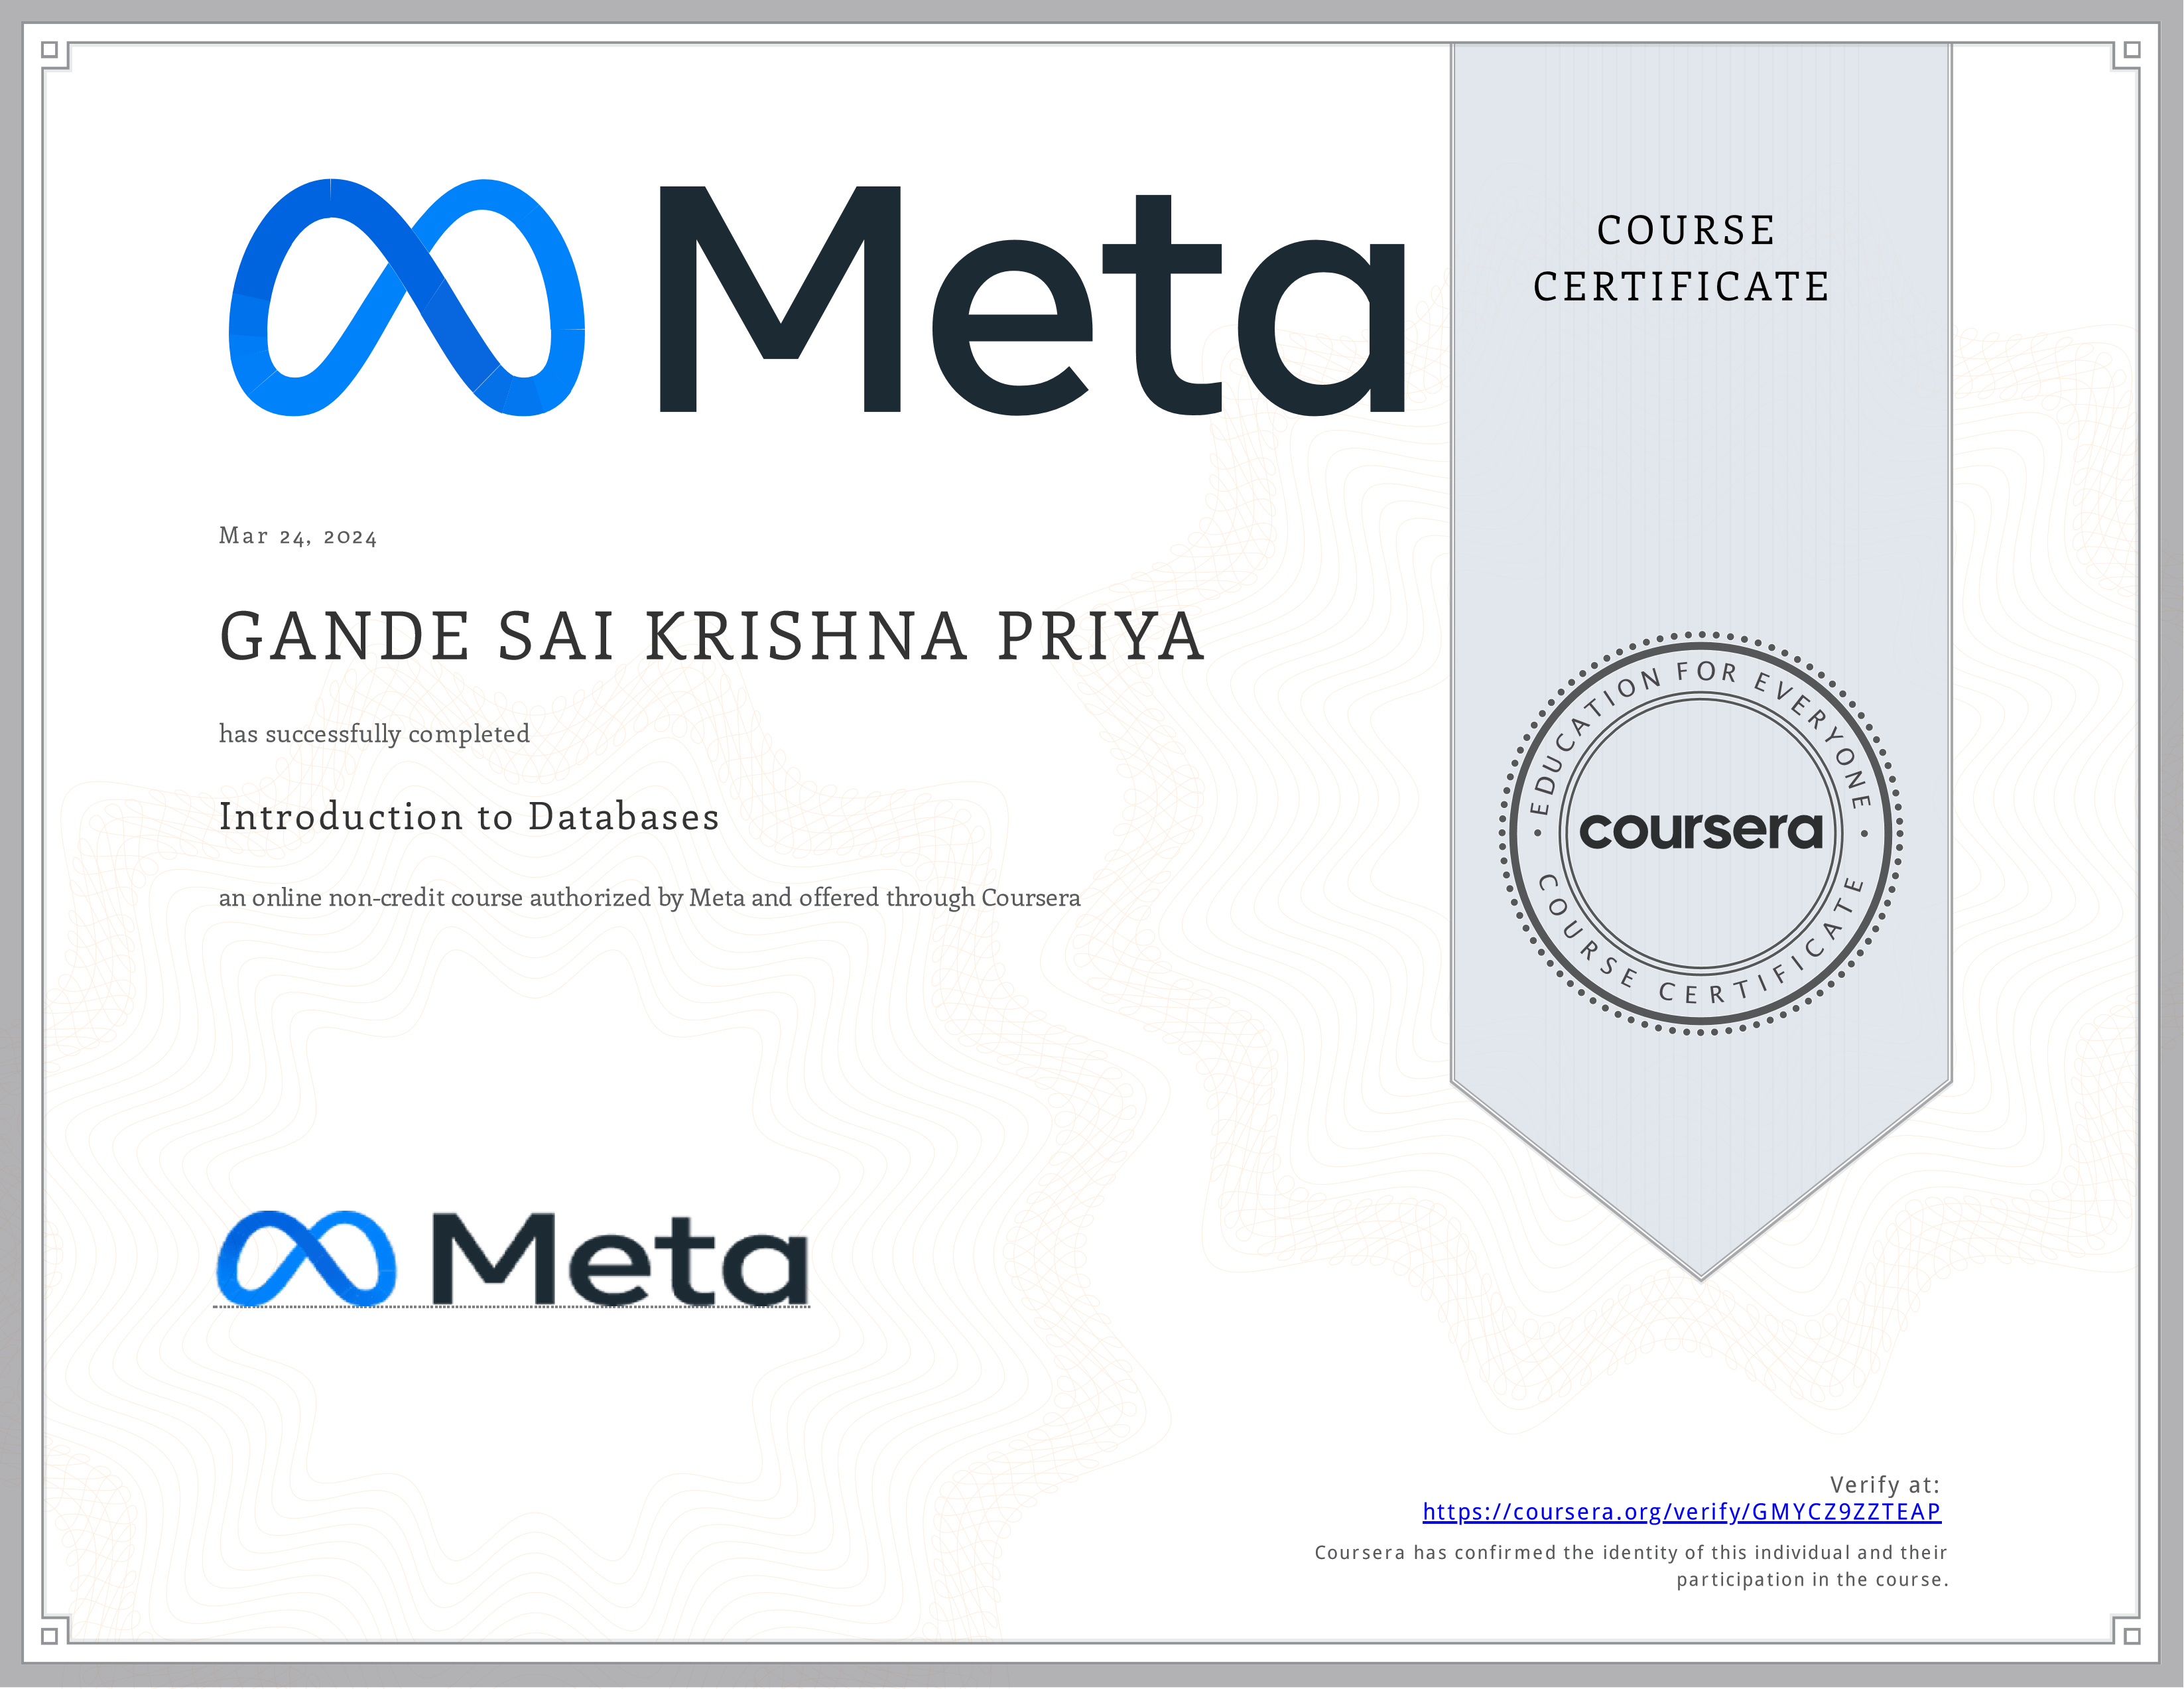 Meta
COURSE
CERTIFICATE
Mar 24, 2024
GANDE SAI KRISHNA PRIYA
has successfully completed
Introduction to Databases
an online non-credit course authorized by Meta and offered through Coursera
EDUCATION FOR EVERYONE
coursera
COURSE CERTIFICATE
Meta
Verify at:
https://coursera.org/verify/GMYCZ9ZZTEAP
Coursera has confirmed the identity of this individual and their
participation in the course.